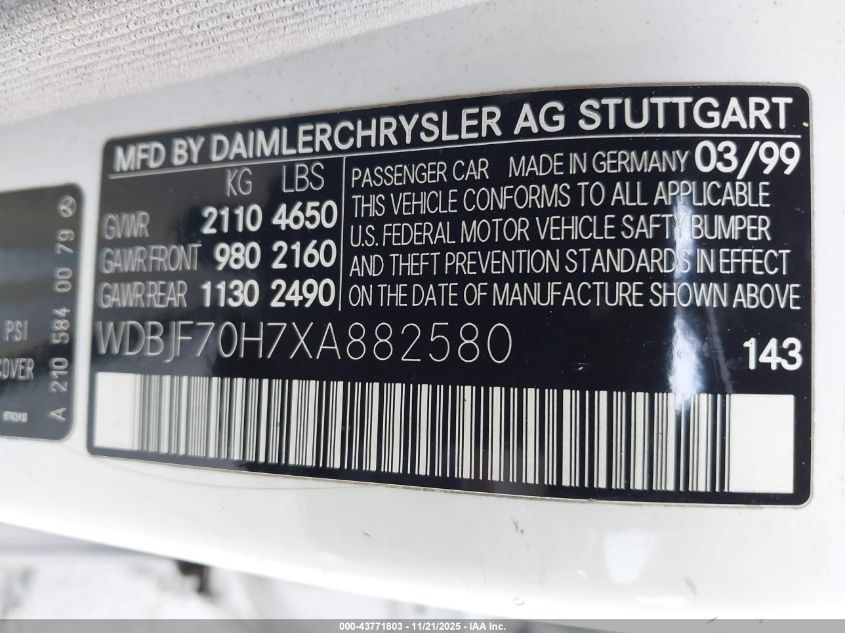 MFD BY DAIMLERCHRYSLER AG STUTTGART
KG LBS
GVWR 2110 4650
GAWR FRONT 980 2160
GAWR REAR 1130 2490
PASSENGER CAR MADE IN GERMANY 03/99
THIS VEHICLE CONFORMS TO ALL APPLICABLE
U.S. FEDERAL MOTOR VEHICLE SAFTY BUMPER
AND THEFT PREVENTION STANDARDS IN EFFECT
ON THE DATE OF MANUFACTURE SHOWN ABOVE
WDBJF70H7XA882580
143
PSI
COVER
A 210 584 00 79
000-43771803 - 11/21/2025 - IAA Inc.